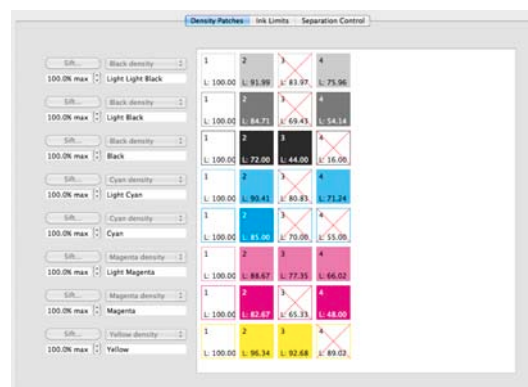 Density Patches Ink Limits Separation Control
Sift... Black density
100.0% max Light Light Black
1 2 3 4
L: 100.00 L: 91.99 L: 83.97 L: 75.96
Sift... Black density
100.0% max Light Black
1 2 3 4
L: 100.00 L: 84.71 L: 69.43 L: 54.14
Sift... Black density
100.0% max Black
1 2 3 4
L: 100.00 L: 72.00 L: 44.00 L: 16.00
Sift... Cyan density
100.0% max Light Cyan
1 2 3 4
L: 100.00 L: 90.41 L: 80.83 L: 71.24
Sift... Cyan density
100.0% max Cyan
1 2 3 4
L: 100.00 L: 85.00 L: 70.00 L: 55.00
Sift... Magenta density
100.0% max Light Magenta
1 2 3 4
L: 100.00 L: 88.67 L: 77.35 L: 66.02
Sift... Magenta density
100.0% max Magenta
1 2 3 4
L: 100.00 L: 82.67 L: 65.33 L: 48.00
Sift... Yellow density
100.0% max Yellow
1 2 3 4
L: 100.00 L: 96.34 L: 92.68 L: 89.02